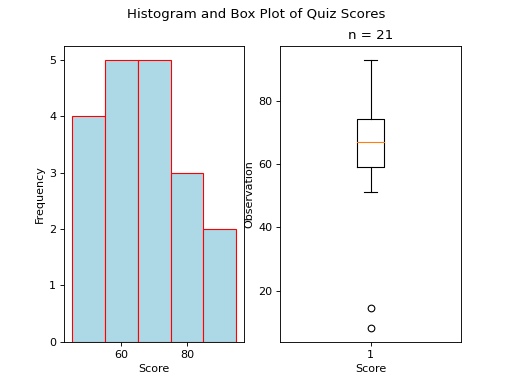 Histogram and Box Plot of Quiz Scores
n = 21
5
4
3
2
1
0
Frequency
60
80
Score
80
60
40
20
Observation
1
Score